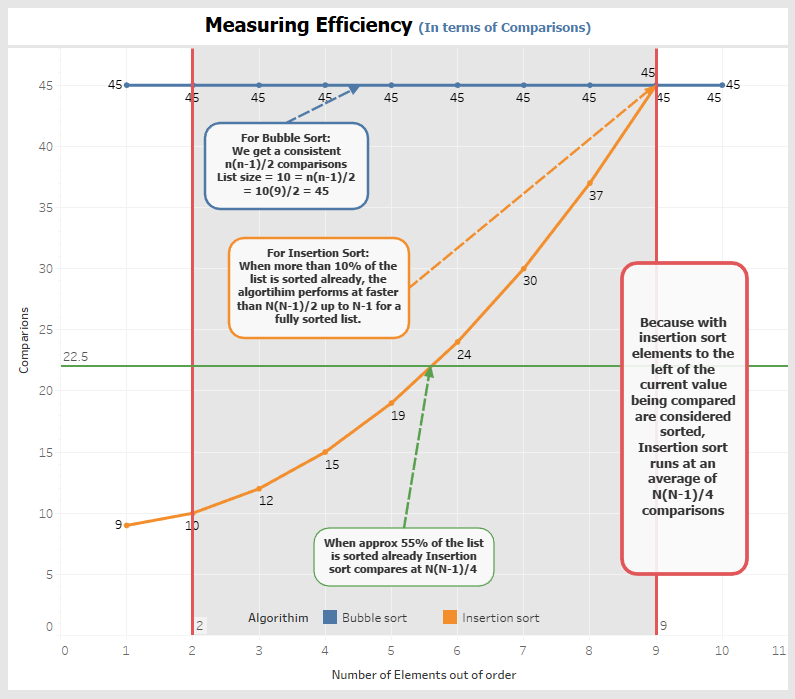 Measuring Efficiency (In terms of Comparisons)
45
45
45
45
45
45
45
45
45
45
45
45
45
For Bubble Sort:
We get a consistent
n(n-1)/2 comparisons
List size = 10 = n(n-1)/2
= 10(9)/2 = 45
40
37
35
For Insertion Sort:
When more than 10% of the
list is sorted already, the
algortihim performs at faster
than N(N-1)/2 up to N-1 for a
fully sorted list.
30
30
Because with
insertion sort
elements to the
left of the
current value
being compared
are considered
sorted,
Insertion sort
runs at an
average of
N(N-1)/4
comparisons
25
24
22.5
20
19
15
15
12
10
10
9
When approx 55% of the list
is sorted already Insertion
sort compares at N(N-1)/4
5
0
Comparions
Algorithim Bubble sort Insertion sort
2
9
0 1 2 3 4 5 6 7 8 9 10 11
Number of Elements out of order